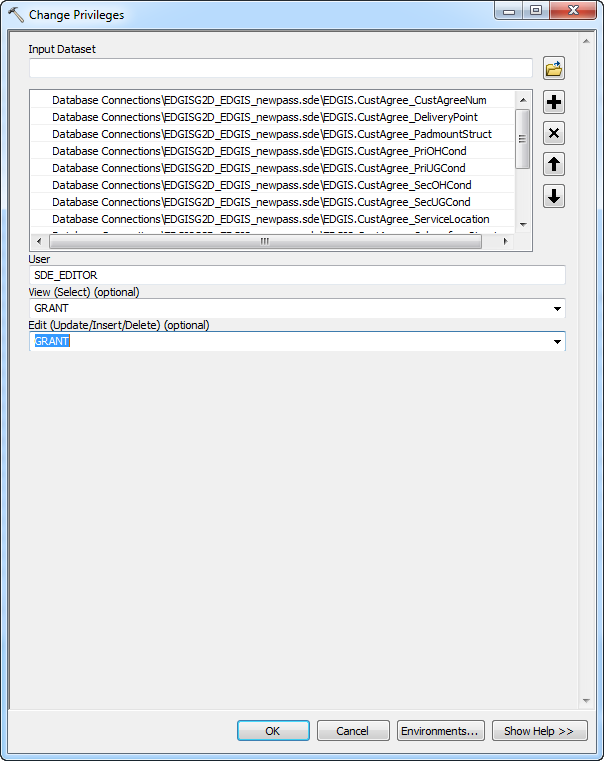 Change Privileges
Input Dataset
Database Connections\EDGISG2D_EDGIS_newpass.sde\EDGIS.CustAgree_CustAgreeNum
Database Connections\EDGISG2D_EDGIS_newpass.sde\EDGIS.CustAgree_DeliveryPoint
Database Connections\EDGISG2D_EDGIS_newpass.sde\EDGIS.CustAgree_PadmountStruct
Database Connections\EDGISG2D_EDGIS_newpass.sde\EDGIS.CustAgree_PriOHCond
Database Connections\EDGISG2D_EDGIS_newpass.sde\EDGIS.CustAgree_PriUGCond
Database Connections\EDGISG2D_EDGIS_newpass.sde\EDGIS.CustAgree_SecOHCond
Database Connections\EDGISG2D_EDGIS_newpass.sde\EDGIS.CustAgree_SecUGCond
Database Connections\EDGISG2D_EDGIS_newpass.sde\EDGIS.CustAgree_ServiceLocation
User
SDE_EDITOR
View (Select) (optional)
GRANT
Edit (Update/Insert/Delete) (optional)
GRANT
OK Cancel Environments... Show Help >>